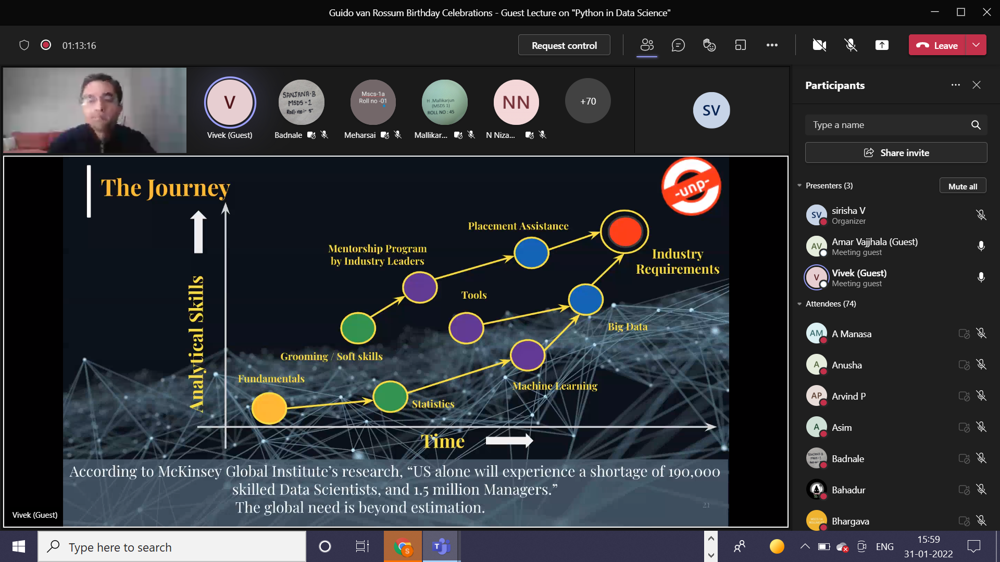 Guido van Rossum Birthday Celebrations - Guest Lecture on "Python in Data Science"
01:13:16
Request control
Leave
V
SANJANA·B
MSDS - 1
Roll-no:- 5
Mscs-1a
Roll no -01
H .Mallikarjun
(MSDS 1)
ROLL NO : 45
NN
+70
SV
Vivek (Guest)
Badnale
Meharsai
Mallikar...
N Niza...
Participants
Type a name
Share invite
Presenters (3)
Mute all
SV
sirisha V
Organizer
AV
Amar Vajjhala (Guest)
Meeting guest
V
Vivek (Guest)
Meeting guest
Attendees (74)
AM
A Manasa
A
Anusha
AP
Arvind P
A
Asim
Badnale
Bahadur
Bhargava
The Journey
-unp-
Analytical Skills
Placement Assistance
Mentorship Program
by Industry Leaders
Industry
Requirements
Tools
Big Data
Grooming / Soft skills
Fundamentals
Machine Learning
Statistics
Time
According to McKinsey Global Institute’s research, “US alone will experience a shortage of 190,000
skilled Data Scientists, and 1.5 million Managers.”
The global need is beyond estimation.
21
Vivek (Guest)
Type here to search
S
T
ENG
15:59
31-01-2022